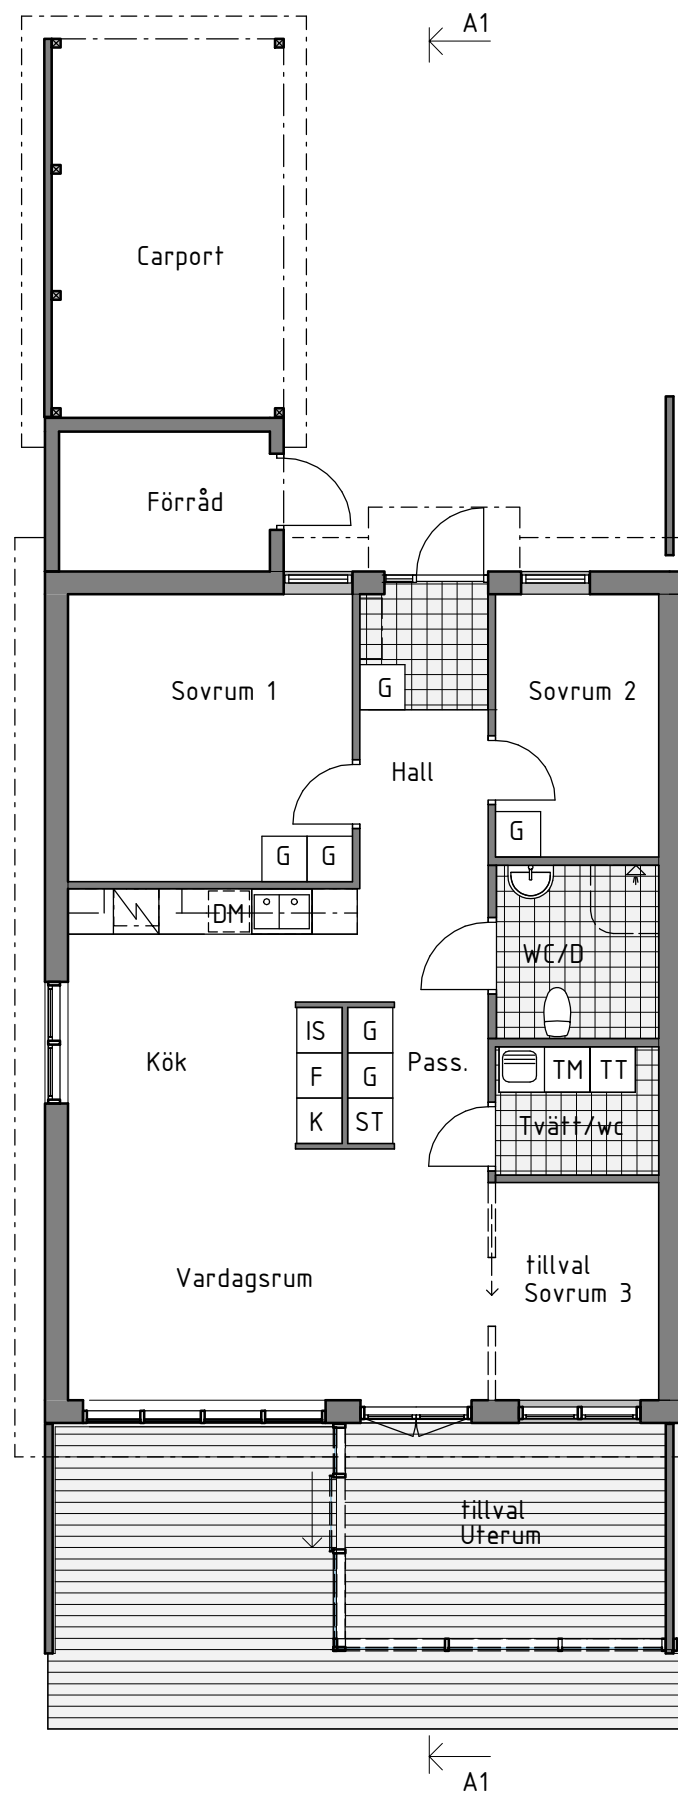 A1
Carport
Förråd
Sovrum 1
G
Sovrum 2
Hall
G
G G
DM
WC/D
IS G
Kök
F G
Pass.
TM TT
K ST
Tvätt/wc
tillval
Sovrum 3
Vardagsrum
tillval
Uterum
A1